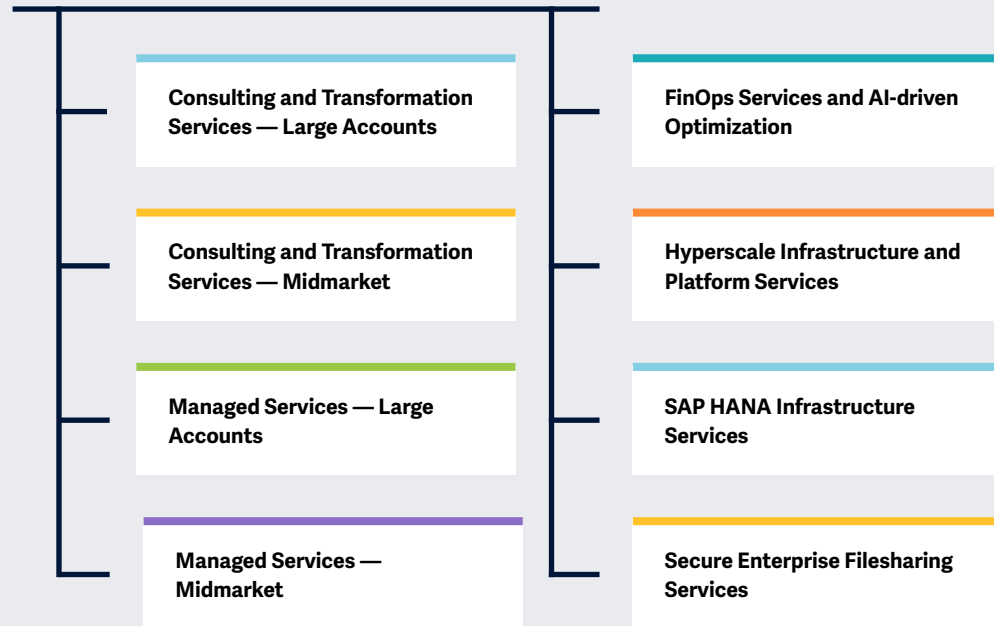 Consulting and Transformation
Services — Large Accounts
Consulting and Transformation
Services — Midmarket
Managed Services — Large
Accounts
Managed Services —
Midmarket
FinOps Services and AI-driven
Optimization
Hyperscale Infrastructure and
Platform Services
SAP HANA Infrastructure
Services
Secure Enterprise Filesharing
Services